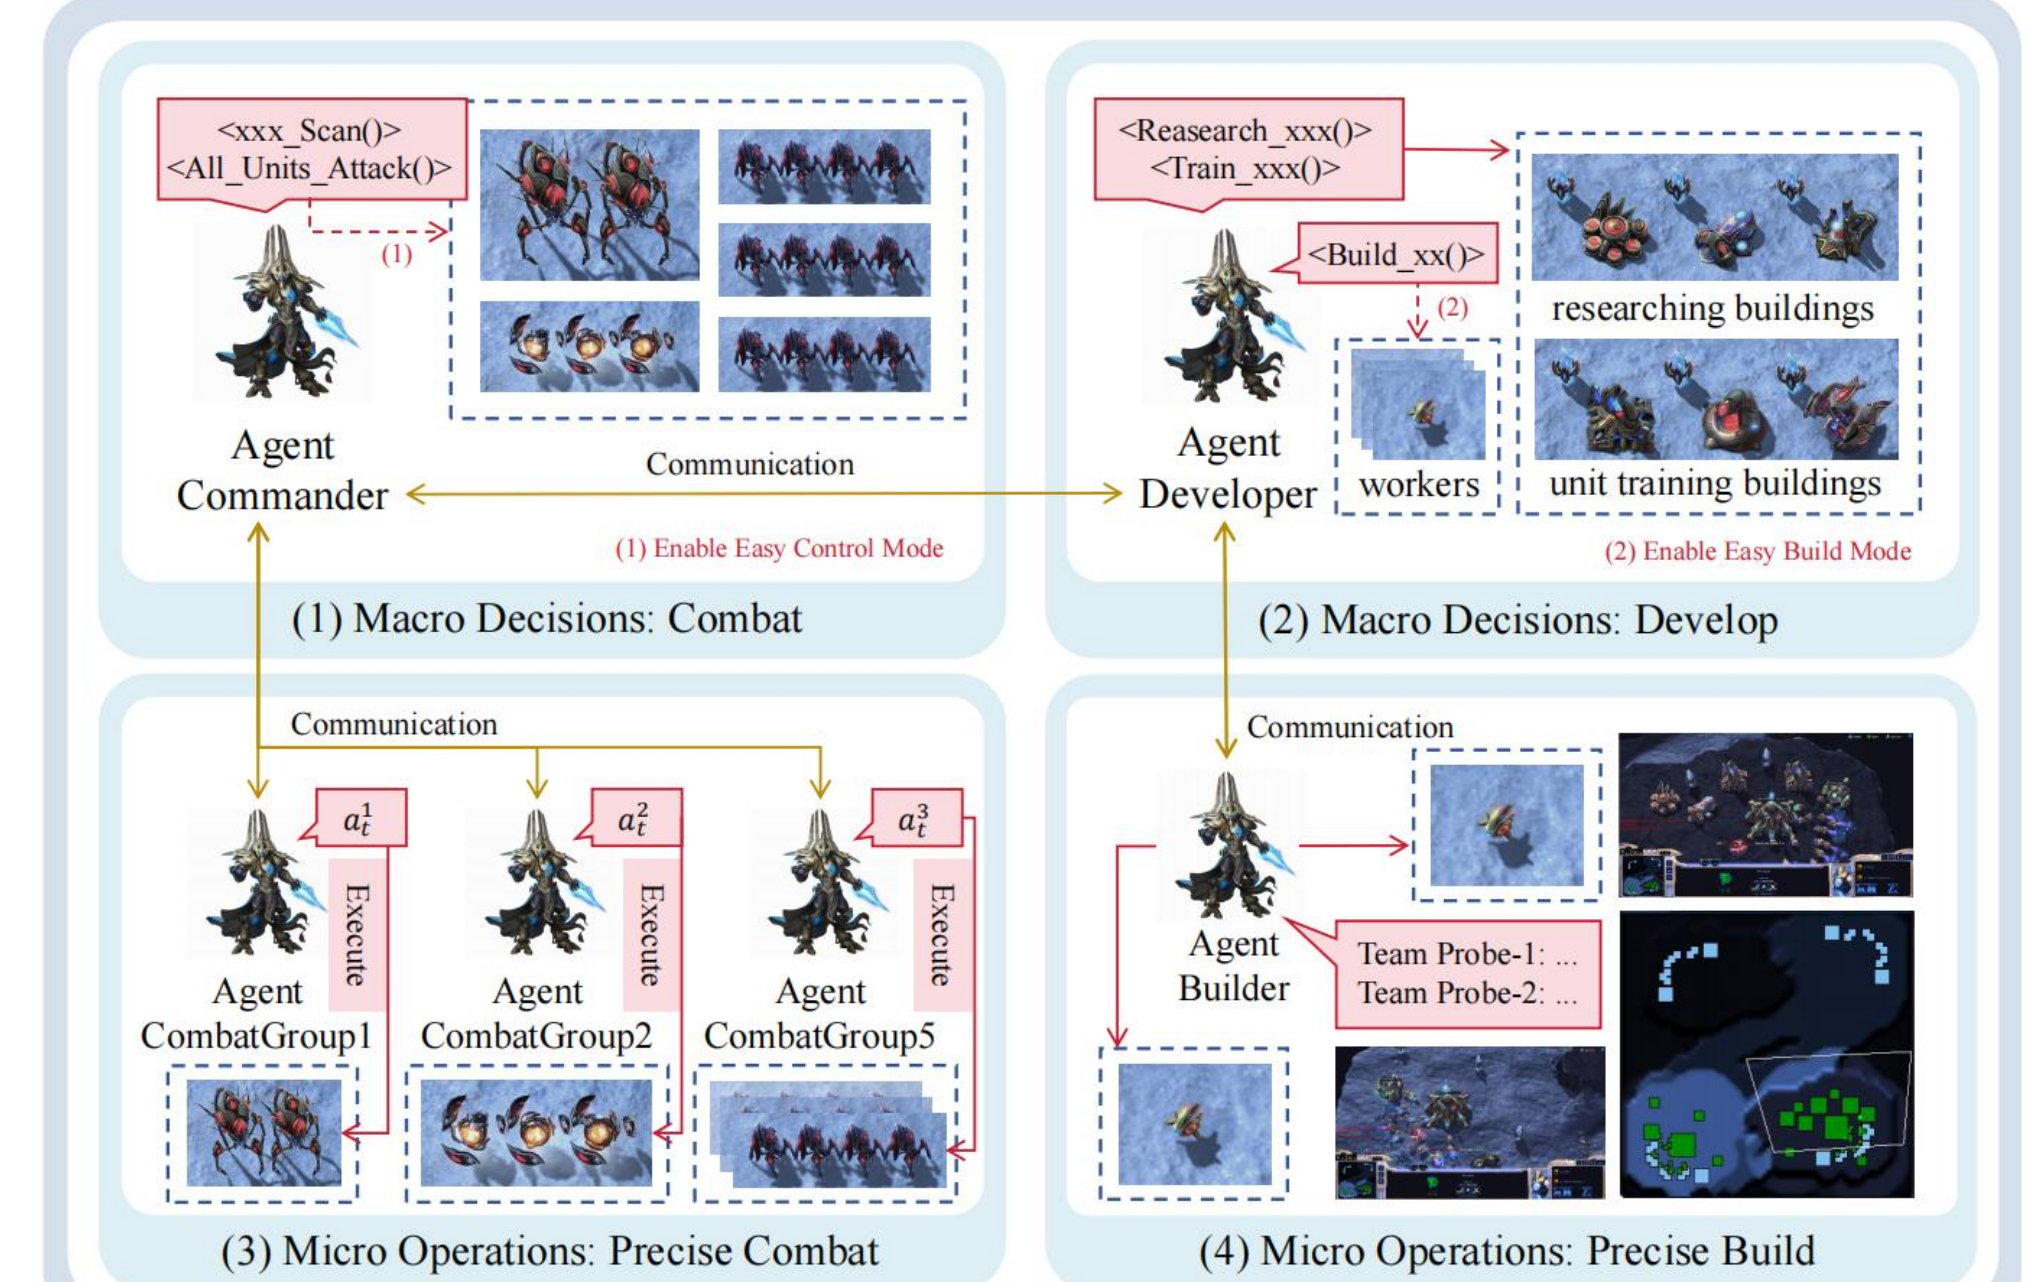 <xxx_Scan()>
<All_Units_Attack()>
(1)
Agent
Commander
Communication
(1) Enable Easy Control Mode
(1) Macro Decisions: Combat
<Reasearch_xxx()>
<Train_xxx()>
<Build_xx()>
(2)
researching buildings
unit training buildings
workers
Agent
Developer
(2) Enable Easy Build Mode
(2) Macro Decisions: Develop
Communication
a_t^1
Execute
Agent
CombatGroup1
a_t^2
Execute
Agent
CombatGroup2
a_t^3
Execute
Agent
CombatGroup5
(3) Micro Operations: Precise Combat
Communication
Agent
Builder
Team Probe-1: ...
Team Probe-2: ...
(4) Micro Operations: Precise Build